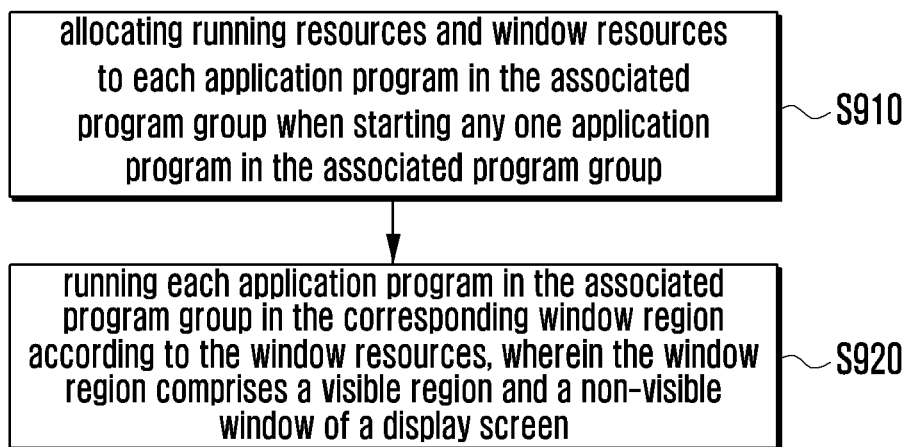 allocating running resources and window resources
to each application program in the associated
program group when starting any one application
program in the associated program group
S910
running each application program in the associated
program group in the corresponding window region
according to the window resources, wherein the window
region comprises a visible region and a non-visible
window of a display screen
S920